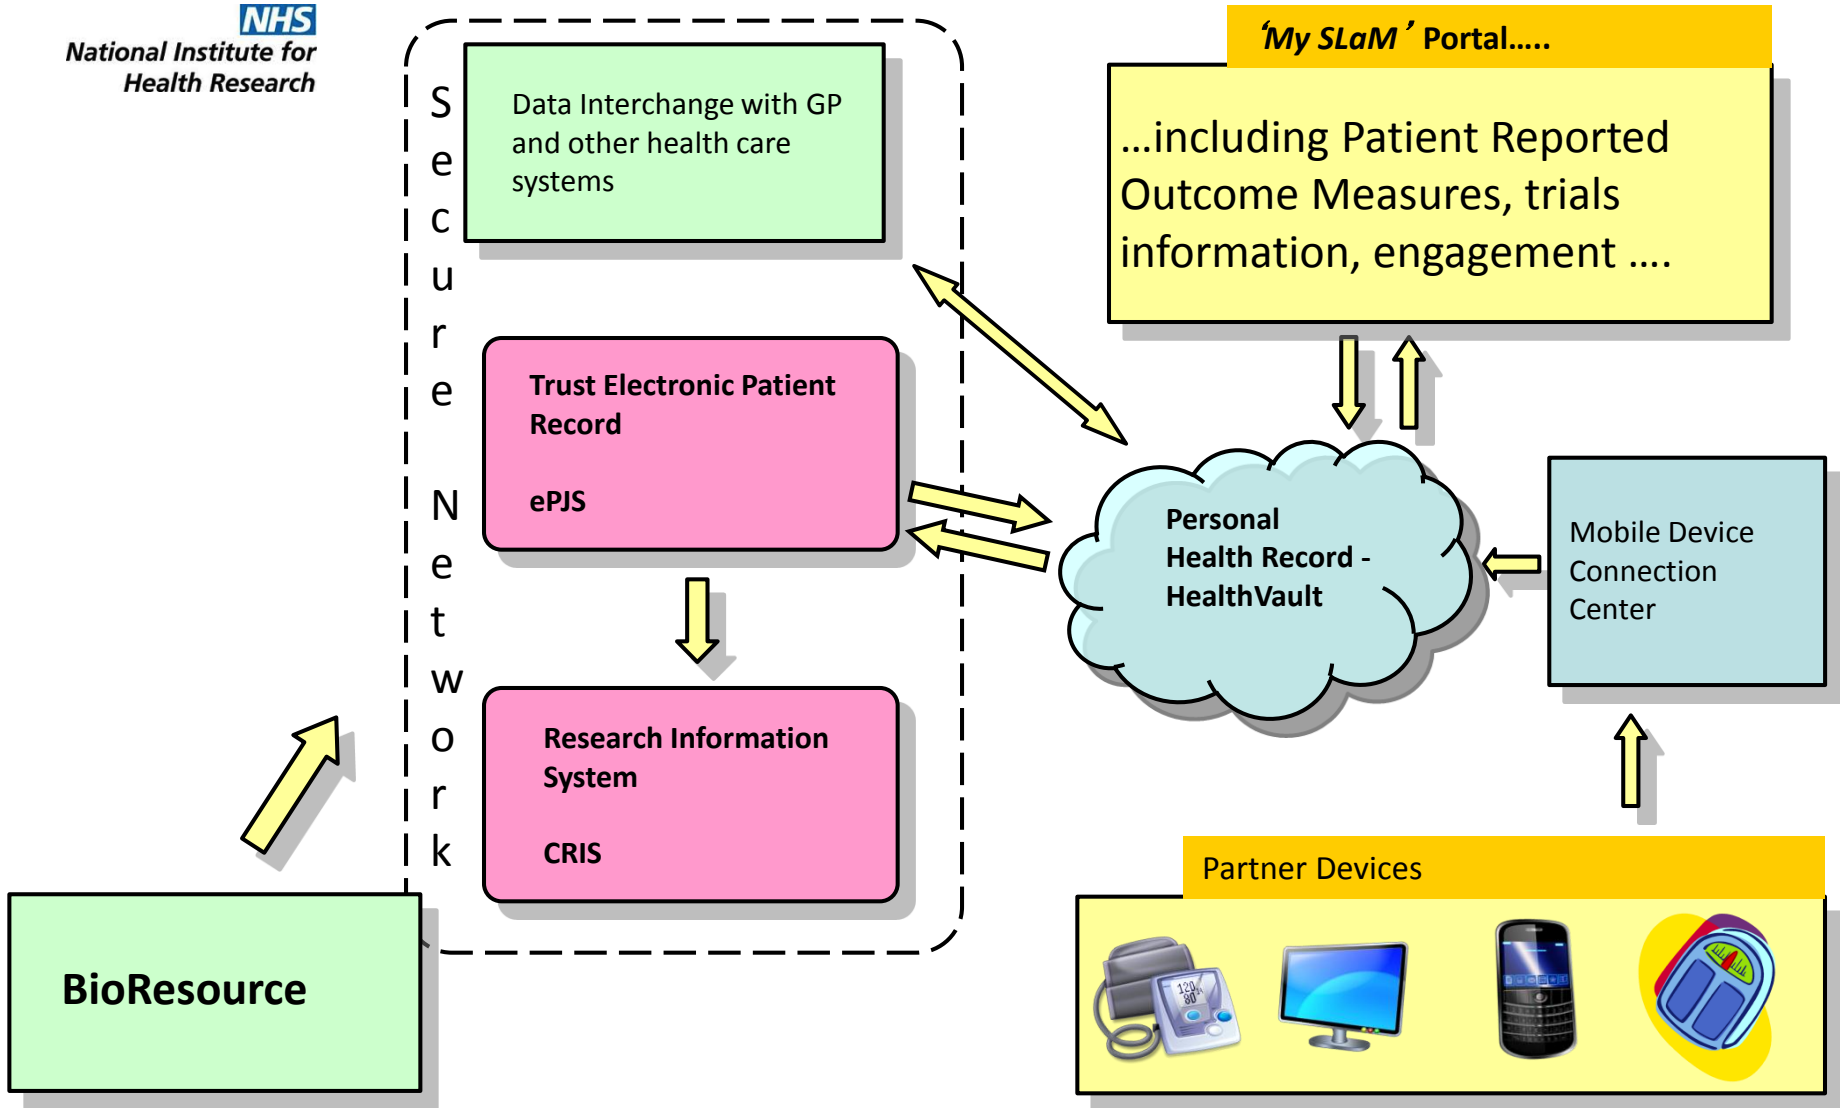 NHS
National Institute for
Health Research
Secure Network
Data Interchange with GP
and other health care
systems
Trust Electronic Patient
Record
ePJS
Research Information
System
CRIS
BioResource
‘My SLaM’ Portal.....
...including Patient Reported
Outcome Measures, trials
information, engagement ....
Personal
Health Record -
HealthVault
Mobile Device
Connection
Center
Partner Devices
120
80